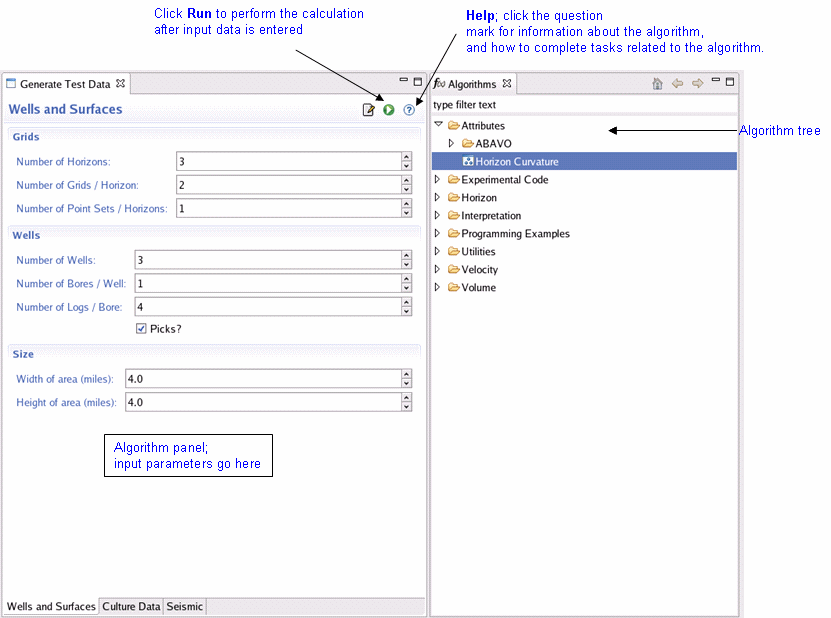 Click Run to perform the calculation
after input data is entered
Help; click the question
mark for information about the algorithm,
and how to complete tasks related to the algorithm.
Generate Test Data
Wells and Surfaces
Grids
Number of Horizons: 3
Number of Grids / Horizon: 2
Number of Point Sets / Horizons: 1
Wells
Number of Wells: 3
Number of Bores / Well: 1
Number of Logs / Bore: 4
Picks?
Size
Width of area (miles): 4.0
Height of area (miles): 4.0
Algorithm panel;
input parameters go here
Wells and Surfaces Culture Data Seismic
f(x) Algorithms
type filter text
Attributes
ABAVO
Horizon Curvature
Experimental Code
Horizon
Interpretation
Programming Examples
Utilities
Velocity
Volume
Algorithm tree